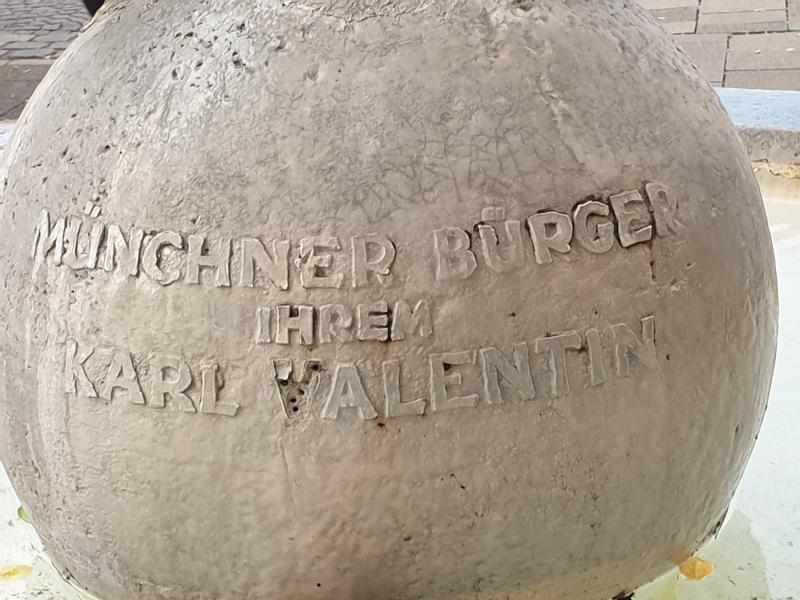 MÜNCHNER BÜRGER
IHREM
KARL VALENTIN